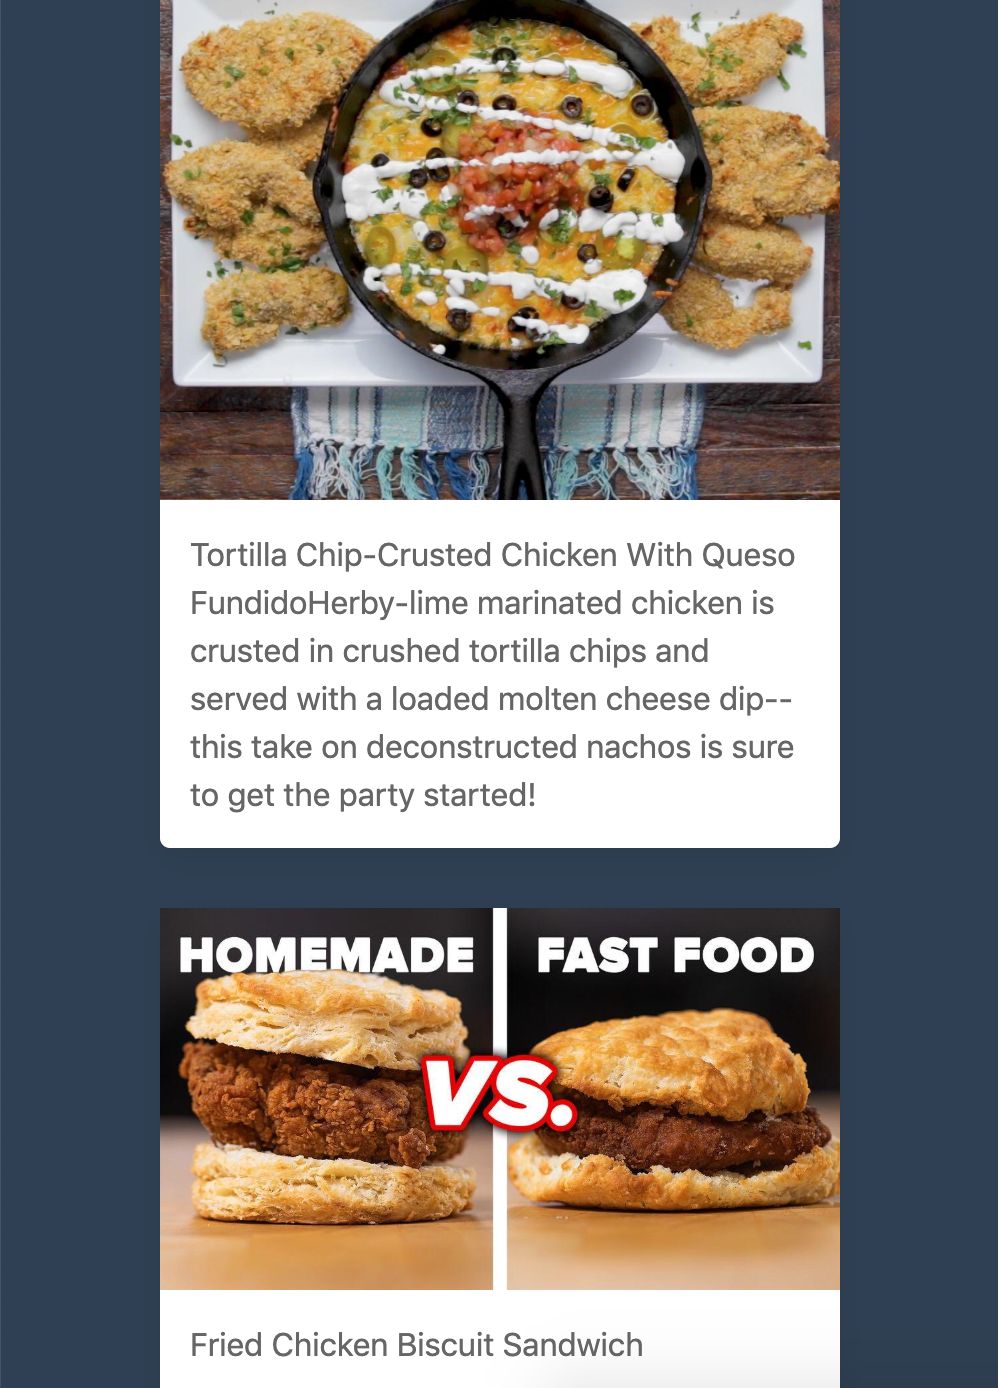 Tortilla Chip-Crusted Chicken With Queso
FundidoHerby-lime marinated chicken is
crusted in crushed tortilla chips and
served with a loaded molten cheese dip--
this take on deconstructed nachos is sure
to get the party started!
HOMEMADE
FAST FOOD
VS.
Fried Chicken Biscuit Sandwich